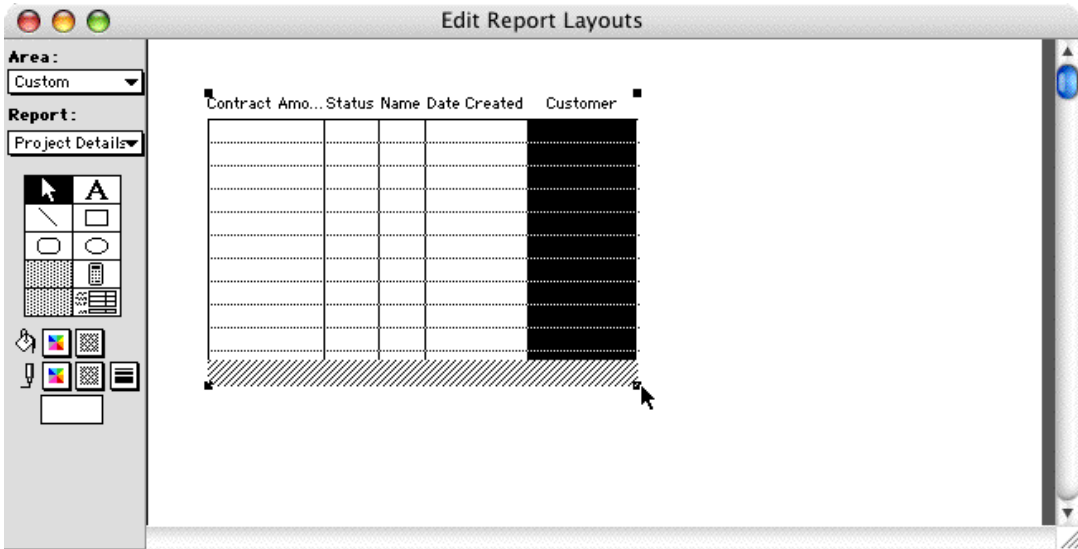 Edit Report Layouts
Area:
Custom
Report:
Project Details
A
Contract Amo... Status Name Date Created Customer